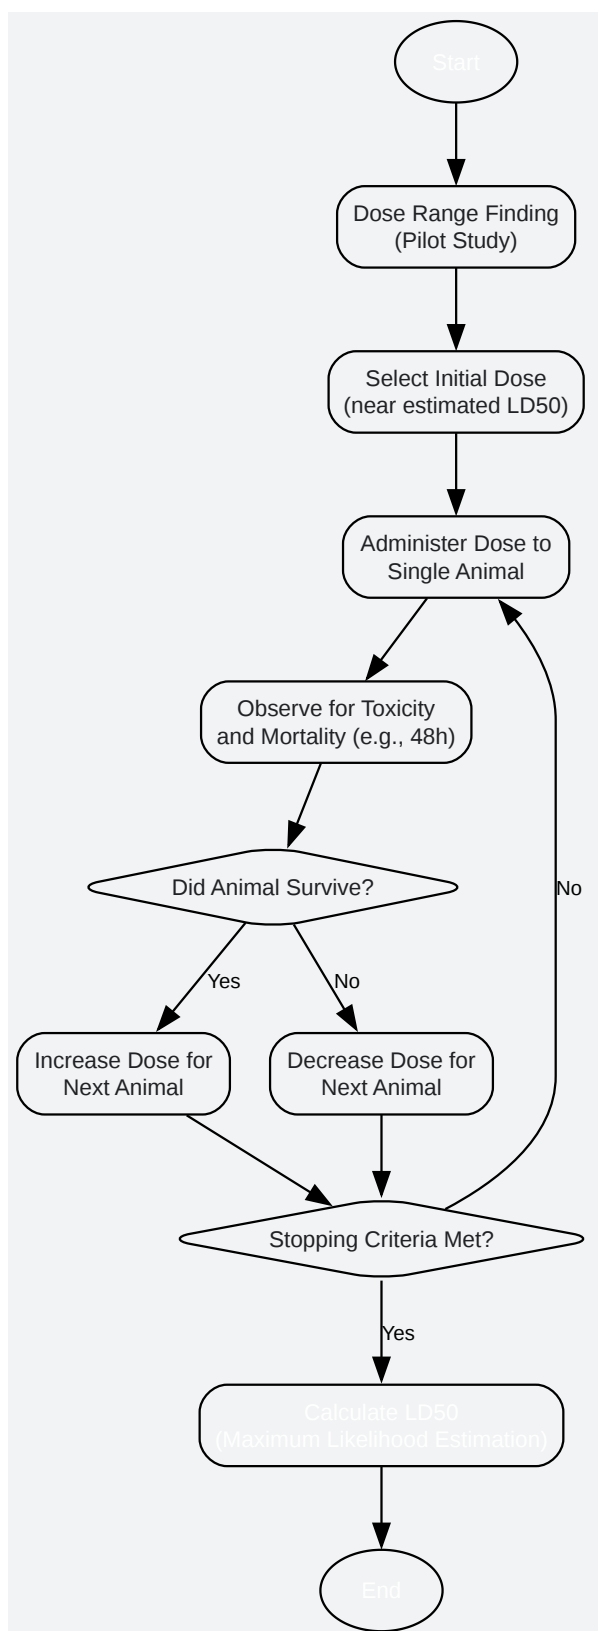 Start
Dose Range Finding
(Pilot Study)
Select Initial Dose
(near estimated LD50)
Administer Dose to
Single Animal
Observe for Toxicity
and Mortality (e.g., 48h)
Did Animal Survive?
No
Yes
No
Increase Dose for
Next Animal
Decrease Dose for
Next Animal
Stopping Criteria Met?
Yes
Calculate LD50
(Maximum Likelihood Estimation)
End